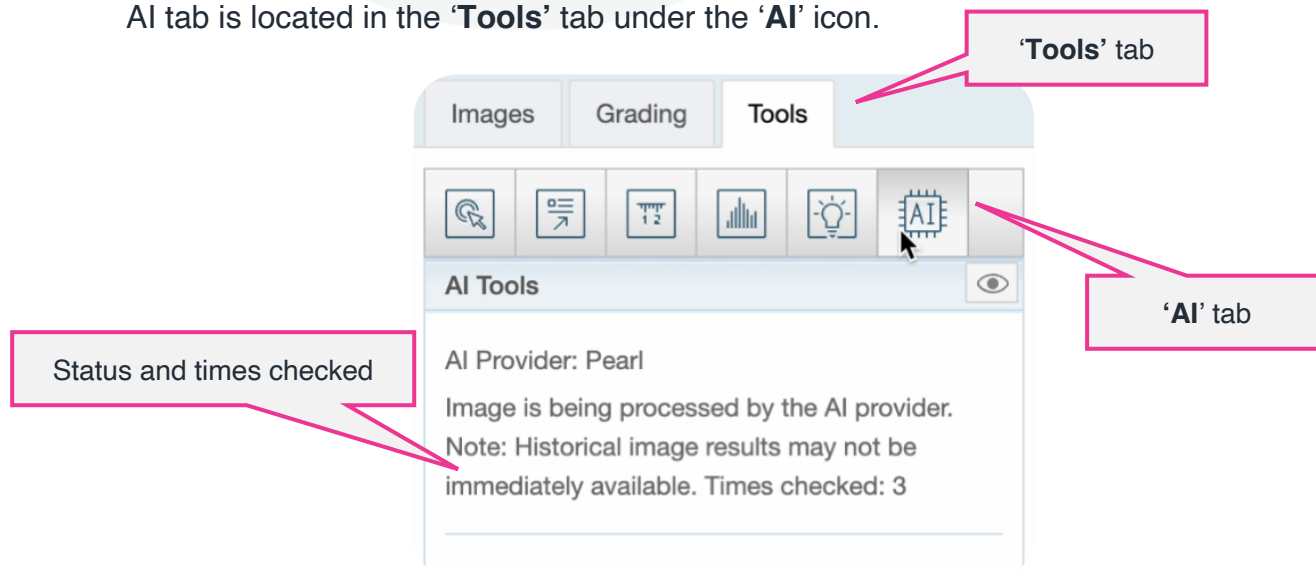 AI tab is located in the ‘Tools’ tab under the ‘AI’ icon.
‘Tools’ tab
Images Grading Tools
1 2
AI
AI Tools
‘AI’ tab
Status and times checked
AI Provider: Pearl
Image is being processed by the AI provider.
Note: Historical image results may not be
immediately available. Times checked: 3